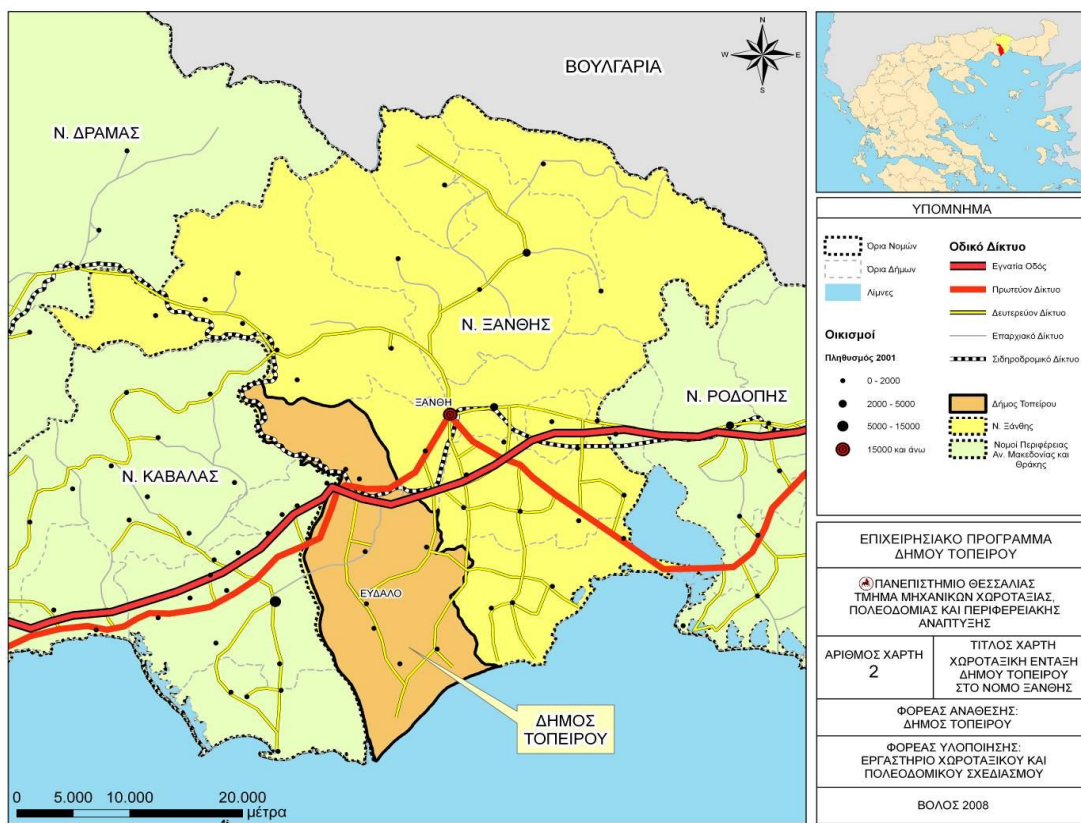 ΒΟΥΛΓΑΡΙΑ
N
W E
S
Ν. ΔΡΑΜΑΣ
Ν. ΞΑΝΘΗΣ
ΞΑΝΘΗ
Ν. ΡΟΔΟΠΗΣ
Ν. ΚΑΒΑΛΑΣ
ΕΥΔΑΛΟ
ΔΗΜΟΣ
ΤΟΠΕΙΡΟΥ
0 5.000 10.000 20.000
μέτρα
ΥΠΟΜΝΗΜΑ
Όρια Νομών
Όρια Δήμων
Λίμνες
Οικισμοί
Πληθυσμός 2001
0 - 2000
2000 - 5000
5000 - 15000
15000 και άνω
Οδικό Δίκτυο
Εγνατία Οδός
Πρωτεύον Δίκτυο
Δευτερεύον Δίκτυο
Επαρχιακό Δίκτυο
Σιδηροδρομικό Δίκτυο
Δήμος Τοπείρου
Ν. Ξάνθης
Νομοί Περιφέρειας
Αν. Μακεδονίας και
Θράκης
ΕΠΙΧΕΙΡΗΣΙΑΚΟ ΠΡΟΓΡΑΜΜΑ
ΔΗΜΟΥ ΤΟΠΕΙΡΟΥ
ΠΑΝΕΠΙΣΤΗΜΙΟ ΘΕΣΣΑΛΙΑΣ
ΤΜΗΜΑ ΜΗΧΑΝΙΚΩΝ ΧΩΡΟΤΑΞΙΑΣ,
ΠΟΛΕΟΔΟΜΙΑΣ ΚΑΙ ΠΕΡΙΦΕΡΕΙΑΚΗΣ
ΑΝΑΠΤΥΞΗΣ
ΑΡΙΘΜΟΣ ΧΑΡΤΗ
2
ΤΙΤΛΟΣ ΧΑΡΤΗ
ΧΩΡΟΤΑΞΙΚΗ ΕΝΤΑΞΗ
ΔΗΜΟΥ ΤΟΠΕΙΡΟΥ
ΣΤΟ ΝΟΜΟ ΞΑΝΘΗΣ
ΦΟΡΕΑΣ ΑΝΑΘΕΣΗΣ:
ΔΗΜΟΣ ΤΟΠΕΙΡΟΥ
ΦΟΡΕΑΣ ΥΛΟΠΟΙΗΣΗΣ:
ΕΡΓΑΣΤΗΡΙΟ ΧΩΡΟΤΑΞΙΚΟΥ ΚΑΙ
ΠΟΛΕΟΔΟΜΙΚΟΥ ΣΧΕΔΙΑΣΜΟΥ
ΒΟΛΟΣ 2008